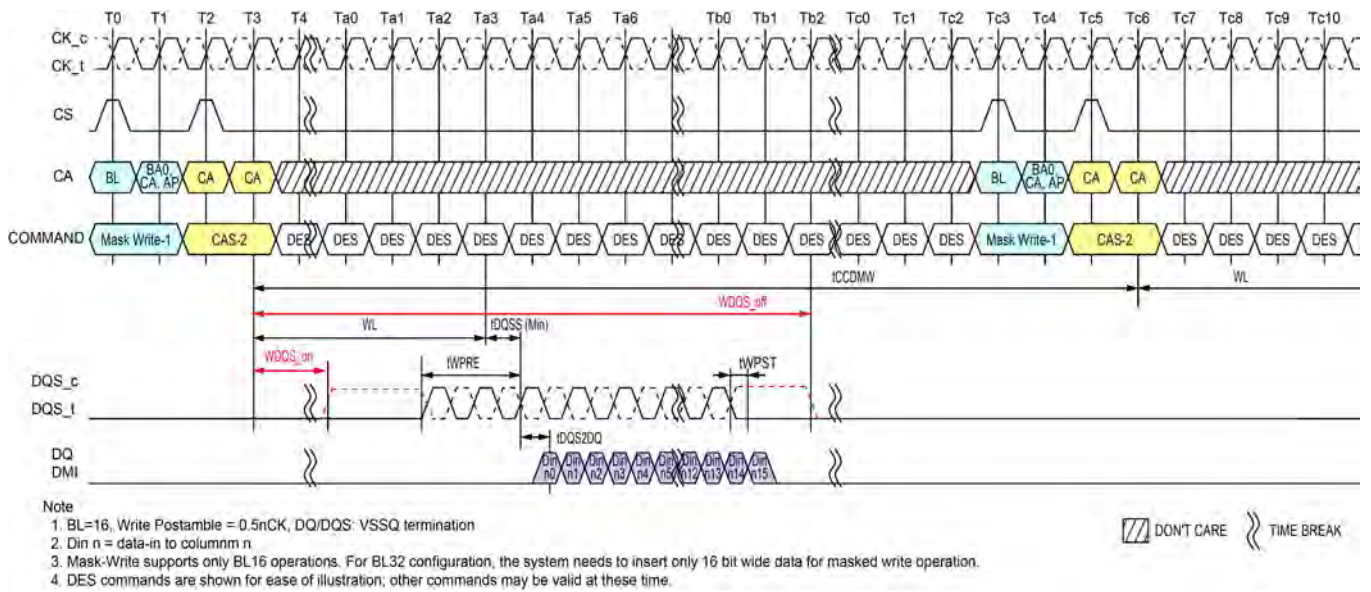 T0 T1 T2 T3 T4 Ta0 Ta1 Ta2 Ta3 Ta4 Ta5 Ta6 Tb0 Tb1 Tb2 Tc0 Tc1 Tc2 Tc3 Tc4 Tc5 Tc6 Tc7 Tc8 Tc9 Tc10
CK_c
CK_t
CS
CA BL BA0, CA, AP CA CA BL BA0, CA, AP CA CA
COMMAND Mask Write-1 CAS-2 DES DES DES DES DES DES DES DES DES DES DES DES DES DES DES Mask Write-1 CAS-2 DES DES DES DES
tCCDMW WL
WDQS_off
WL tDQSS (Min)
WDQS_on tWPRE tWPST
DQS_c
DQS_t
tDQS2DQ
DQ
DMI
Din n0 Din n1 Din n2 Din n3 Din n4 Din n5 Din n12 Din n13 Din n14 Din n15
Note
1. BL=16, Write Postamble = 0.5nCK, DQ/DQS: VSSQ termination
2. Din n = data-in to columnm n
3. Mask-Write supports only BL16 operations. For BL32 configuration, the system needs to insert only 16 bit wide data for masked write operation.
4. DES commands are shown for ease of illustration; other commands may be valid at these time.
DON'T CARE TIME BREAK